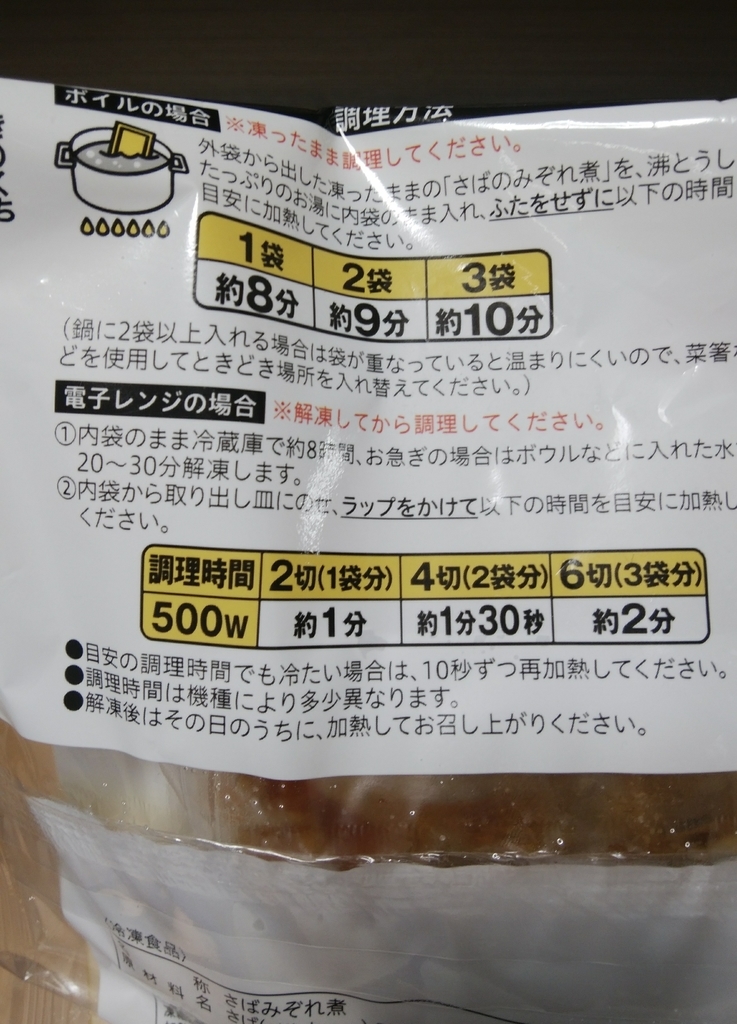 調理方法
ボイルの場合 ※凍ったまま調理してください。
外袋から出した凍ったままの「さばのみぞれ煮」を、沸とうし
たっぷりのお湯に内袋のまま入れ、ふたをせずに以下の時間
目安に加熱してください。
1袋 2袋 3袋
約8分 約9分 約10分
(鍋に2袋以上入れる場合は袋が重なっていると温まりにくいので、菜箸な
どを使用してときどき場所を入れ替えてください。)
電子レンジの場合 ※解凍してから調理してください。
①内袋のまま冷蔵庫で約8時間、お急ぎの場合はボウルなどに入れた水
20～30分解凍します。
②内袋から取り出し皿にのせ、ラップをかけて以下の時間を目安に加熱し
ください。
調理時間 2切(1袋分) 4切(2袋分) 6切(3袋分)
500W 約1分 約1分30秒 約2分
●目安の調理時間でも冷たい場合は、10秒ずつ再加熱してください。
●調理時間は機種により多少異なります。
●解凍後はその日のうちに、加熱してお召し上がりください。
冷凍食品
称 さばみぞれ煮
原材料名 さば